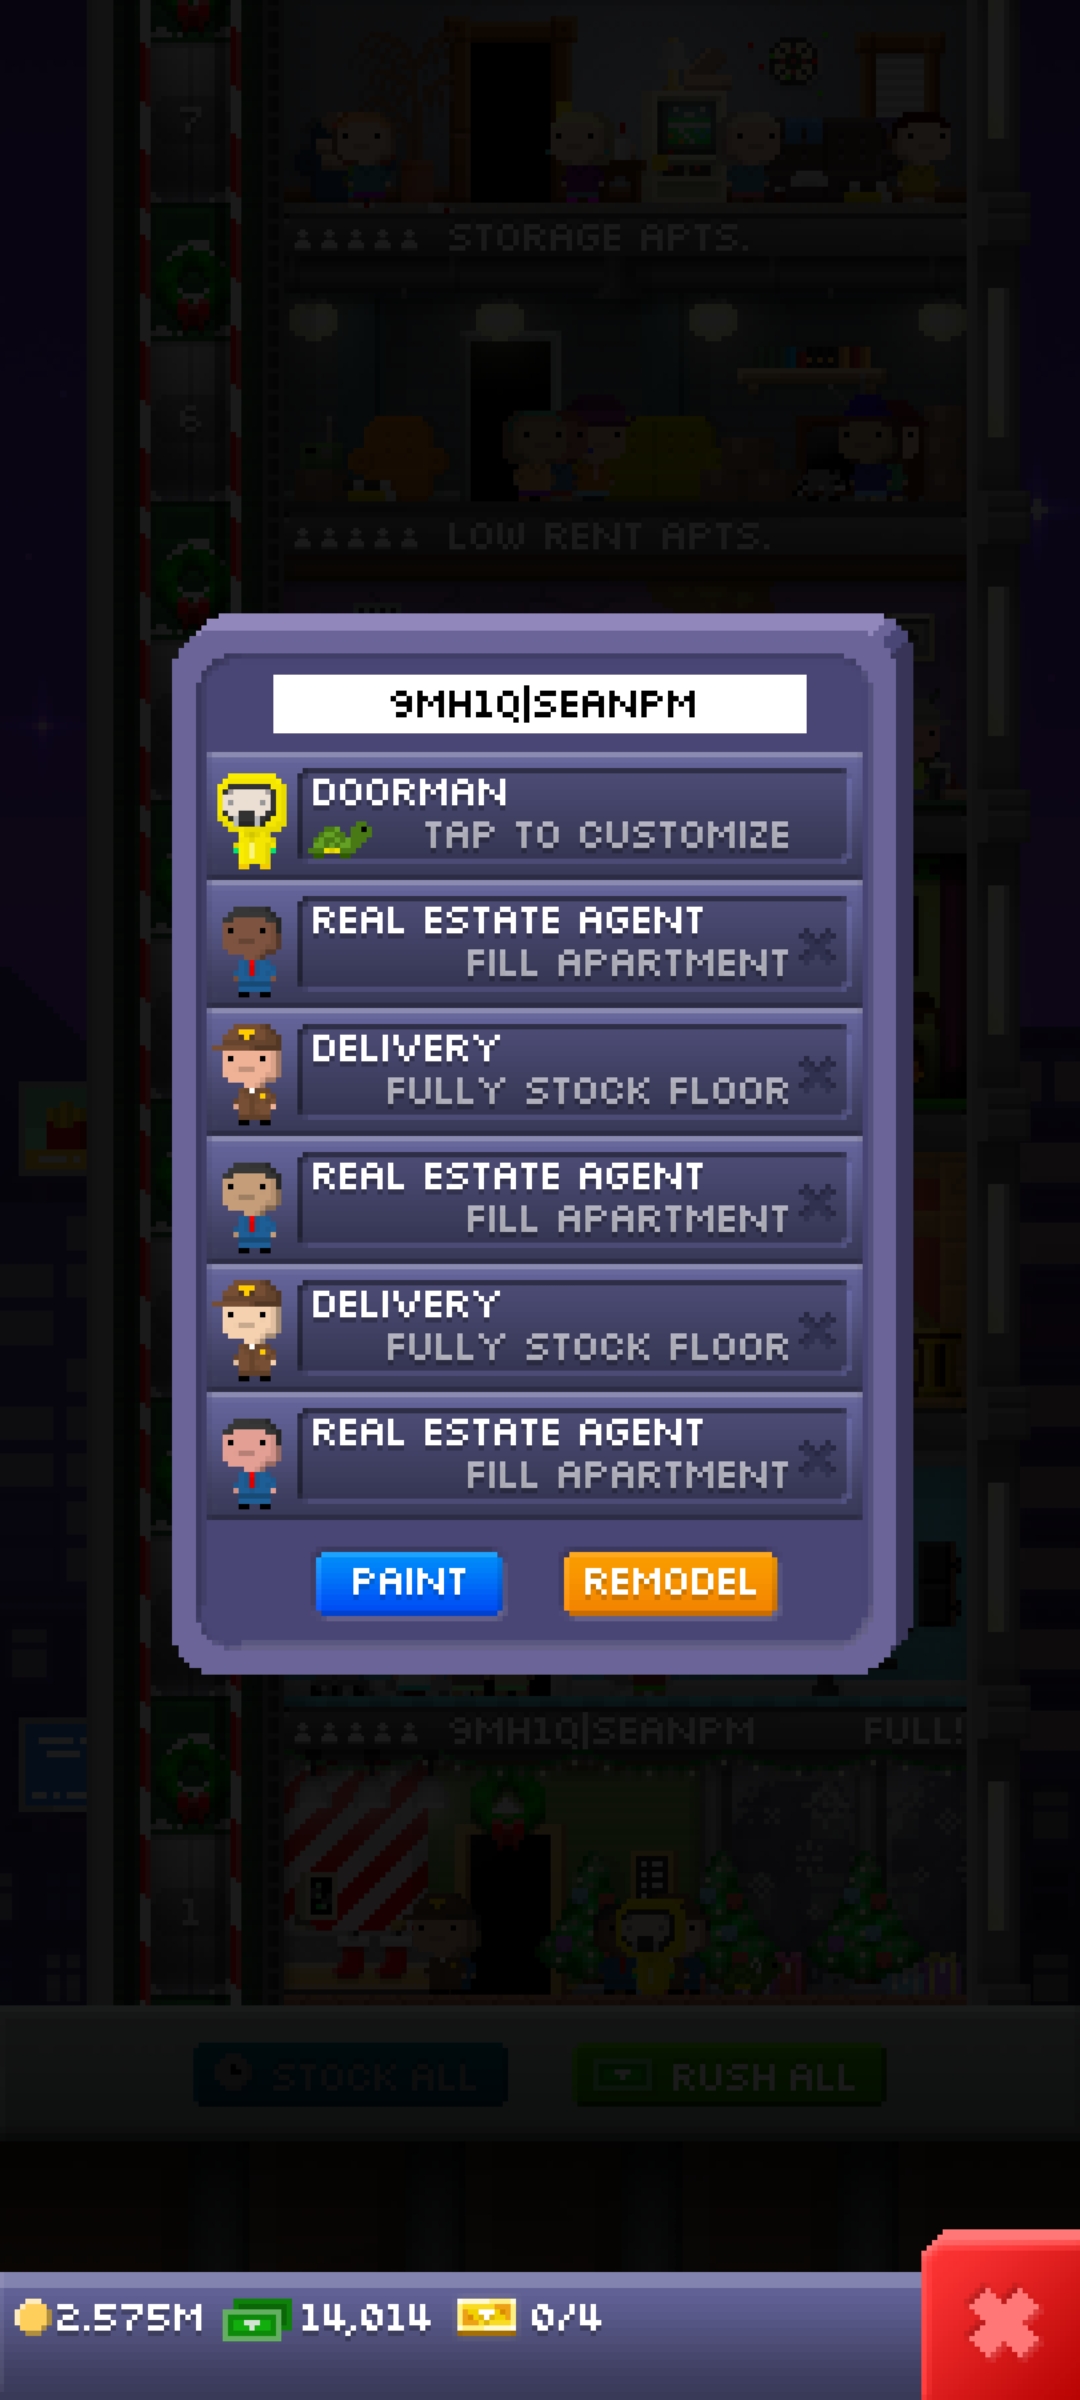 7
STORAGE APTS.
6
LOW RENT APTS.
9MH1Q|SEANPM
DOORMAN
TAP TO CUSTOMIZE
REAL ESTATE AGENT
FILL APARTMENT
DELIVERY
FULLY STOCK FLOOR
REAL ESTATE AGENT
FILL APARTMENT
DELIVERY
FULLY STOCK FLOOR
REAL ESTATE AGENT
FILL APARTMENT
PAINT REMODEL
9MH1Q|SEANPM FULL!
1
STOCK ALL RUSH ALL
2.575M 14,014 0/4